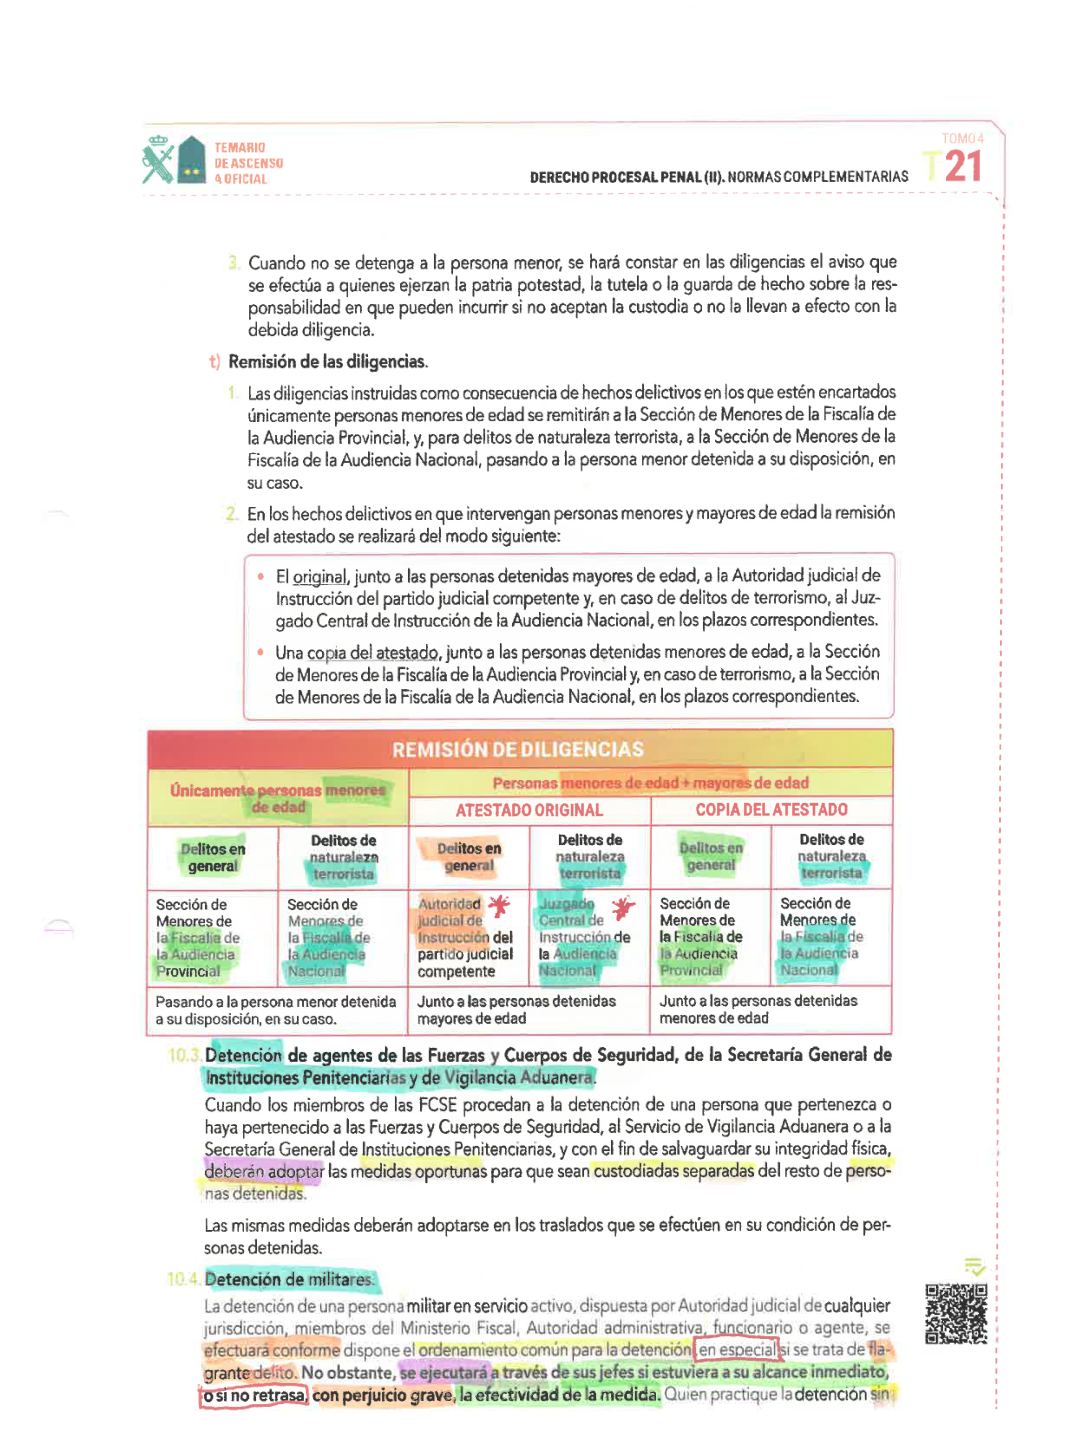 TEMARIO
DE ASCENSO
A OFICIAL
TOMO 4
DERECHO PROCESAL PENAL (II). NORMAS COMPLEMENTARIAS
T21
3. Cuando no se detenga a la persona menor, se hará constar en las diligencias el aviso que
se efectúa a quienes ejerzan la patria potestad, la tutela o la guarda de hecho sobre la res-
ponsabilidad en que pueden incurrir si no aceptan la custodia o no la llevan a efecto con la
debida diligencia.
t) Remisión de las diligencias.
1. Las diligencias instruidas como consecuencia de hechos delictivos en los que estén encartados
únicamente personas menores de edad se remitirán a la Sección de Menores de la Fiscalía de
la Audiencia Provincial, y, para delitos de naturaleza terrorista, a la Sección de Menores de la
Fiscalía de la Audiencia Nacional, pasando a la persona menor detenida a su disposición, en
su caso.
2. En los hechos delictivos en que intervengan personas menores y mayores de edad la remisión
del atestado se realizará del modo siguiente:
• El original, junto a las personas detenidas mayores de edad, a la Autoridad judicial de
Instrucción del partido judicial competente y, en caso de delitos de terrorismo, al Juz-
gado Central de Instrucción de la Audiencia Nacional, en los plazos correspondientes.
• Una copia del atestado, junto a las personas detenidas menores de edad, a la Sección
de Menores de la Fiscalía de la Audiencia Provincial y, en caso de terrorismo, a la Sección
de Menores de la Fiscalía de la Audiencia Nacional, en los plazos correspondientes.
REMISIÓN DE DILIGENCIAS
Únicamente personas menores
de edad
Personas menores de edad + mayores de edad
ATESTADO ORIGINAL
COPIA DEL ATESTADO
Delitos en
general
Delitos de
naturaleza
terrorista
Delitos en
general
Delitos de
naturaleza
terrorista
Delitos en
general
Delitos de
naturaleza
terrorista
Sección de
Menores de
la Fiscalía de
la Audiencia
Provincial
Sección de
Menores de
la Fiscalía de
la Audiencia
Nacional
Autoridad
judicial de
Instrucción del
partido judicial
competente
Juzgado
Central de
Instrucción de
la Audiencia
Nacional
Sección de
Menores de
la Fiscalía de
la Audiencia
Provincial
Sección de
Menores de
la Fiscalía de
la Audiencia
Nacional
Pasando a la persona menor detenida
a su disposición, en su caso.
Junto a las personas detenidas
mayores de edad
Junto a las personas detenidas
menores de edad
10.3. Detención de agentes de las Fuerzas y Cuerpos de Seguridad, de la Secretaría General de
Instituciones Penitenciarias y de Vigilancia Aduanera.
Cuando los miembros de las FCSE procedan a la detención de una persona que pertenezca o
haya pertenecido a las Fuerzas y Cuerpos de Seguridad, al Servicio de Vigilancia Aduanera o a la
Secretaría General de Instituciones Penitenciarias, y con el fin de salvaguardar su integridad física,
deberán adoptar las medidas oportunas para que sean custodiadas separadas del resto de perso-
nas detenidas.
Las mismas medidas deberán adoptarse en los traslados que se efectúen en su condición de per-
sonas detenidas.
10.4. Detención de militares.
La detención de una persona militar en servicio activo, dispuesta por Autoridad judicial de cualquier
jurisdicción, miembros del Ministerio Fiscal, Autoridad administrativa, funcionario o agente, se
efectuará conforme dispone el ordenamiento común para la detención en especial si se trata de fla-
grante delito. No obstante, se ejecutará a través de sus jefes si estuviera a su alcance inmediato,
o si no retrasa, con perjuicio grave, la efectividad de la medida. Quien practique la detención sin